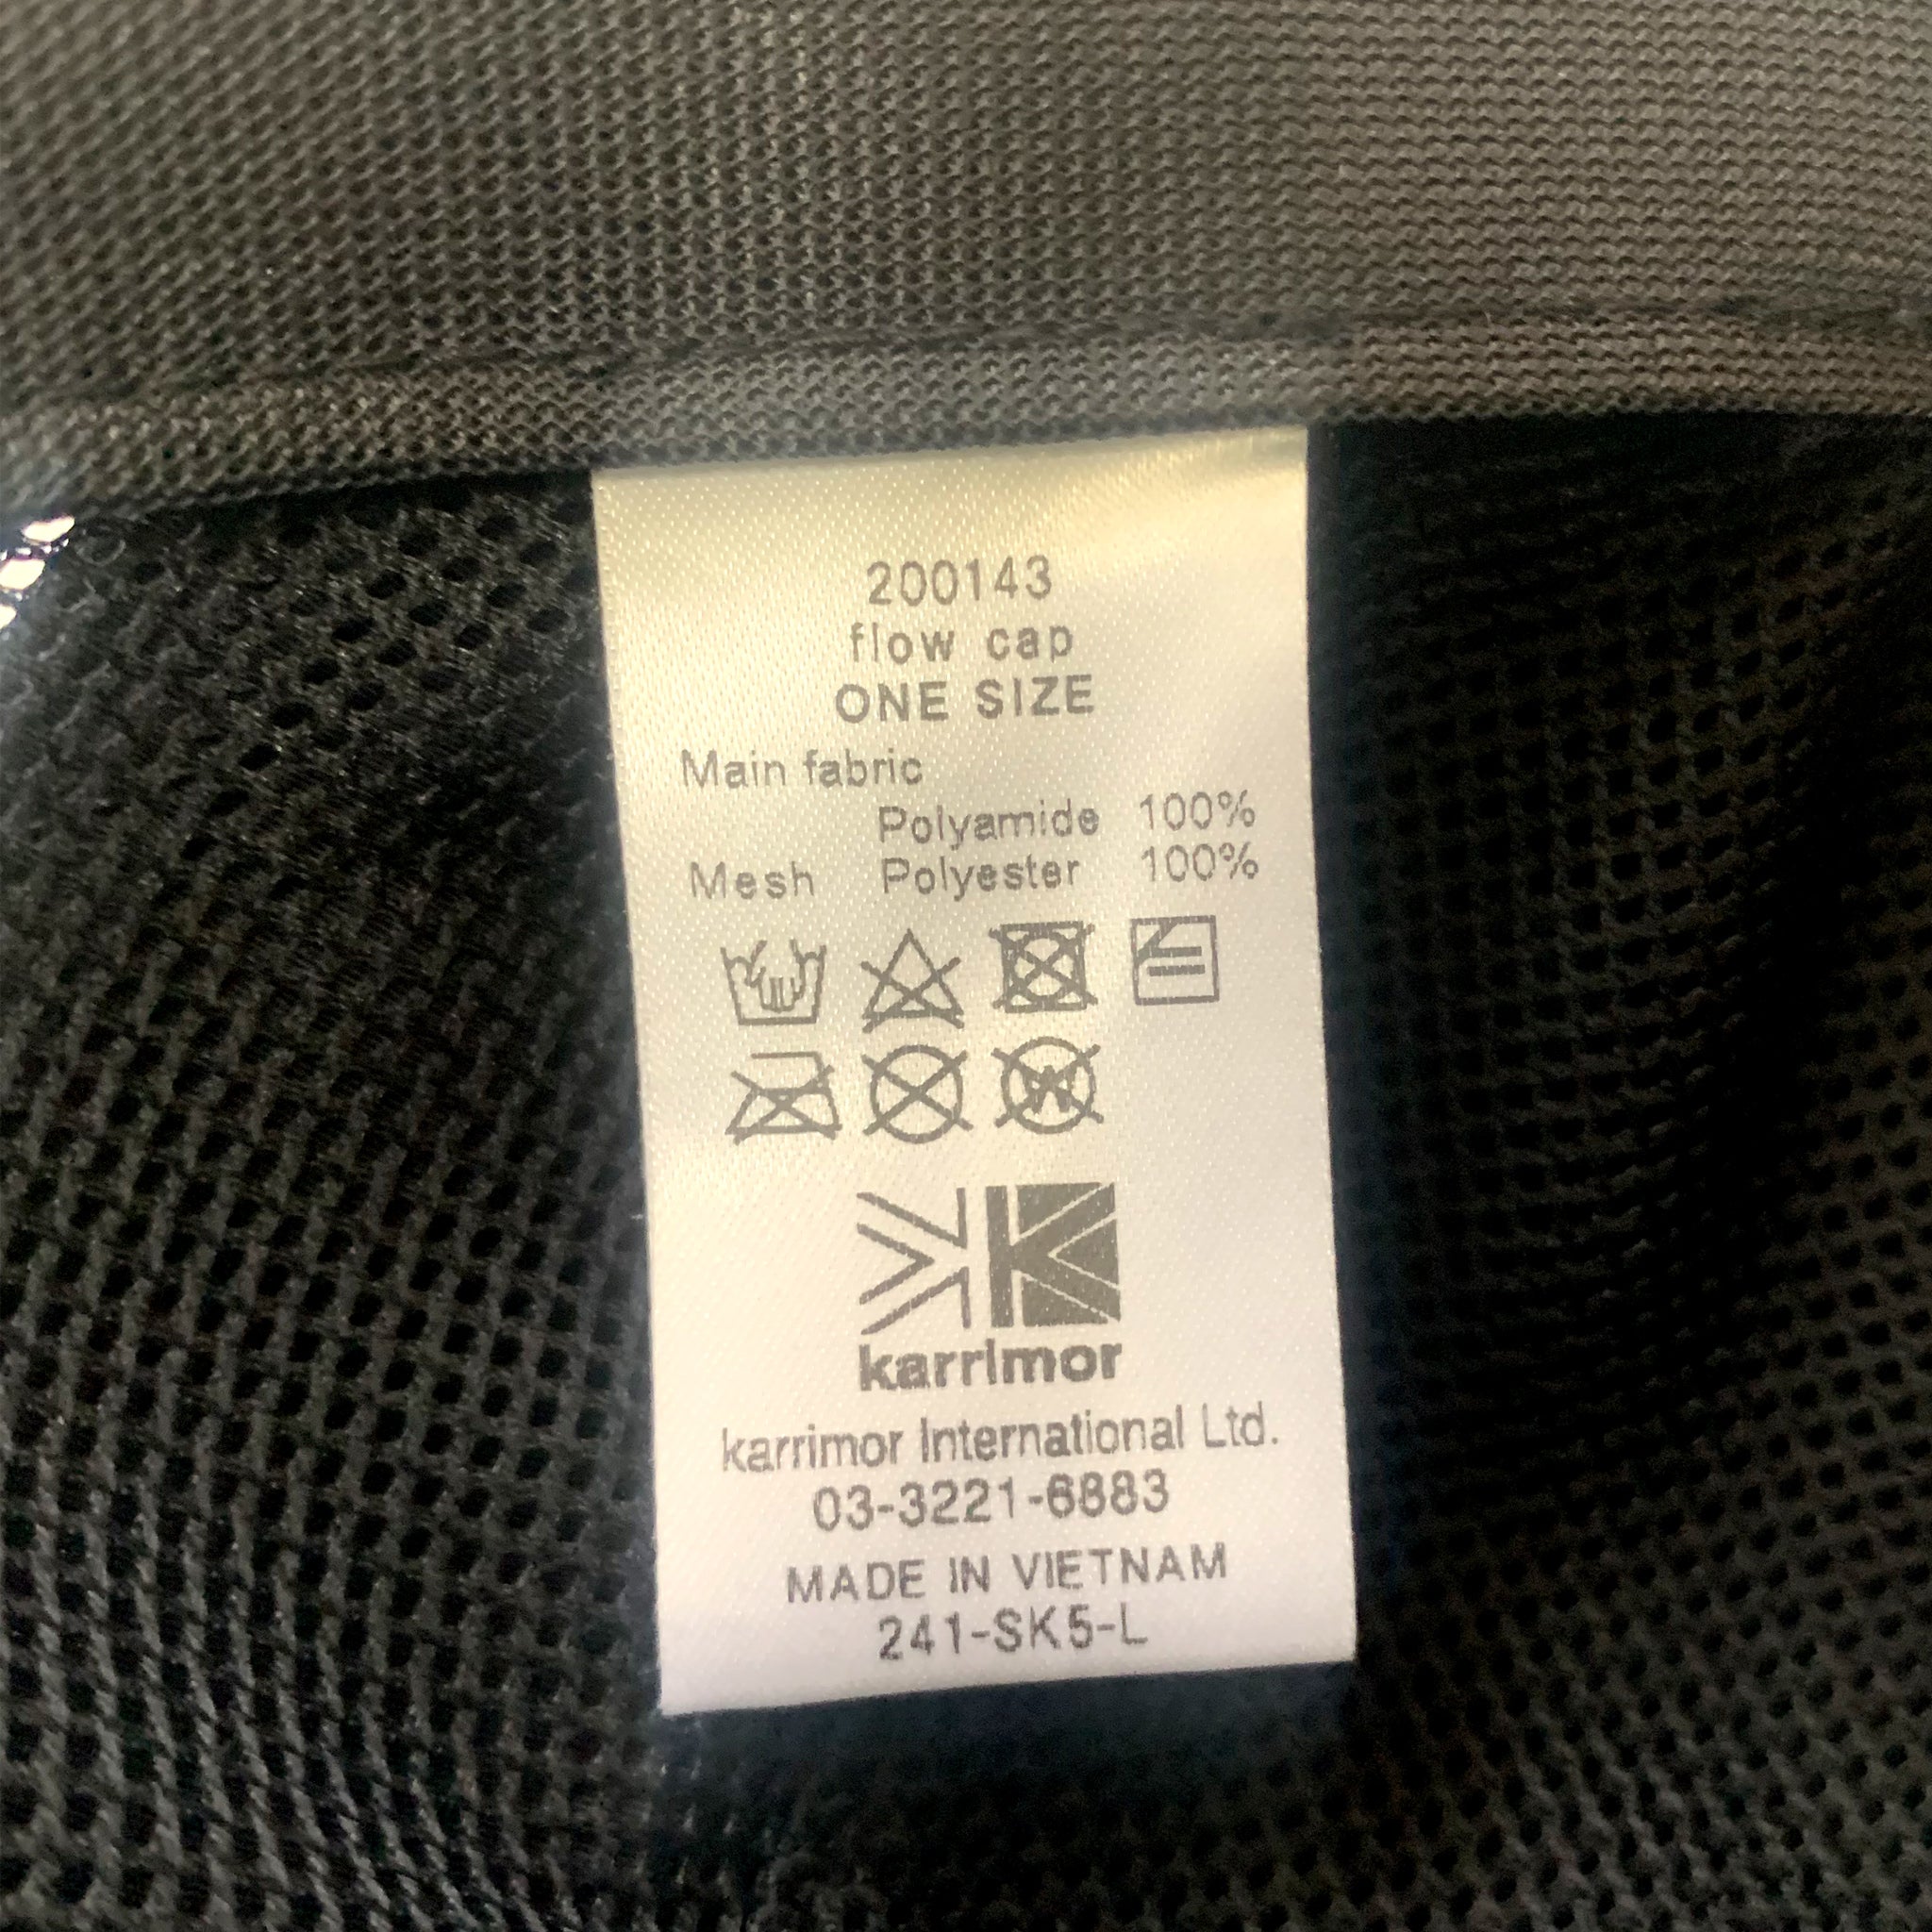 200143
flow cap
ONE SIZE
Main fabric
Polyamide 100%
Mesh Polyester 100%
W
karrimor
karrimor International Ltd.
03-3221-6883
MADE IN VIETNAM
241-SK5-L